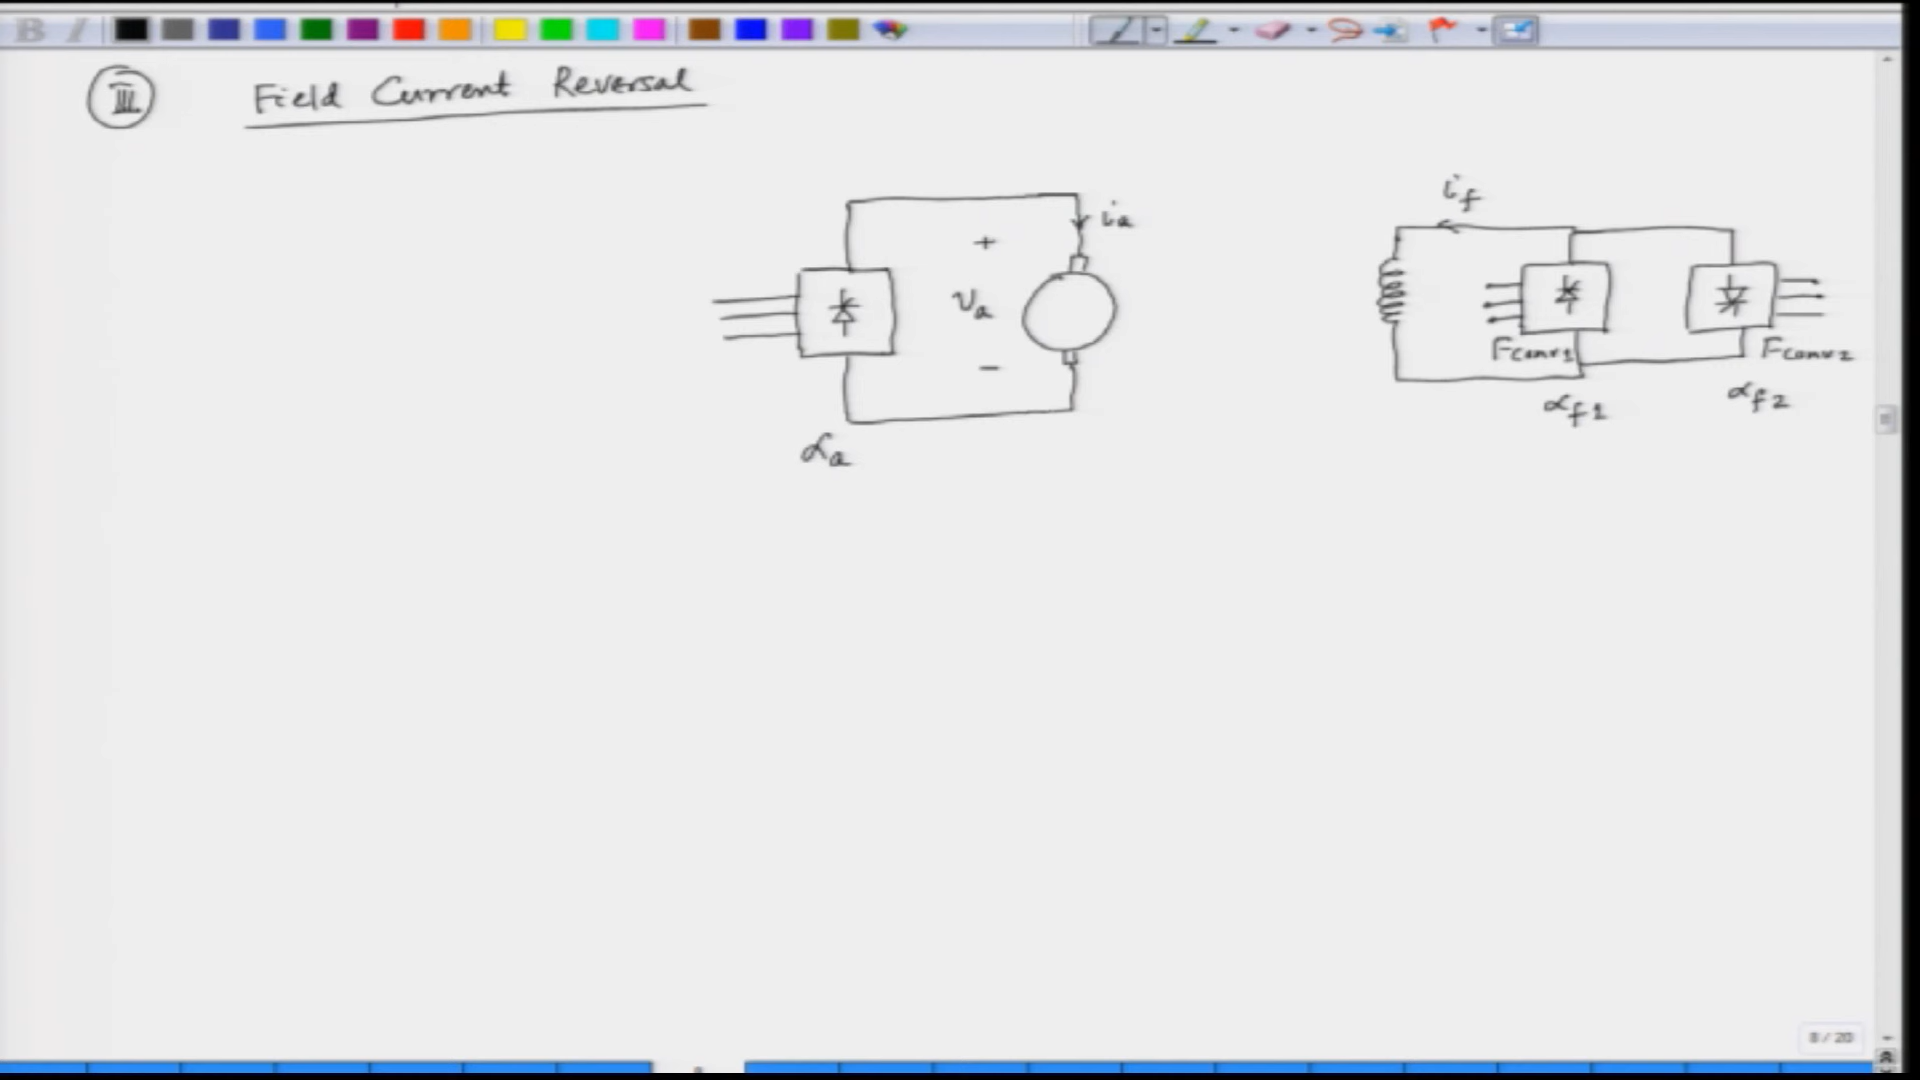 III Field Current Reversal
+
va
−
ia
αa
if
Fconv1
Fconv2
αf1
αf2
B I
8 / 20